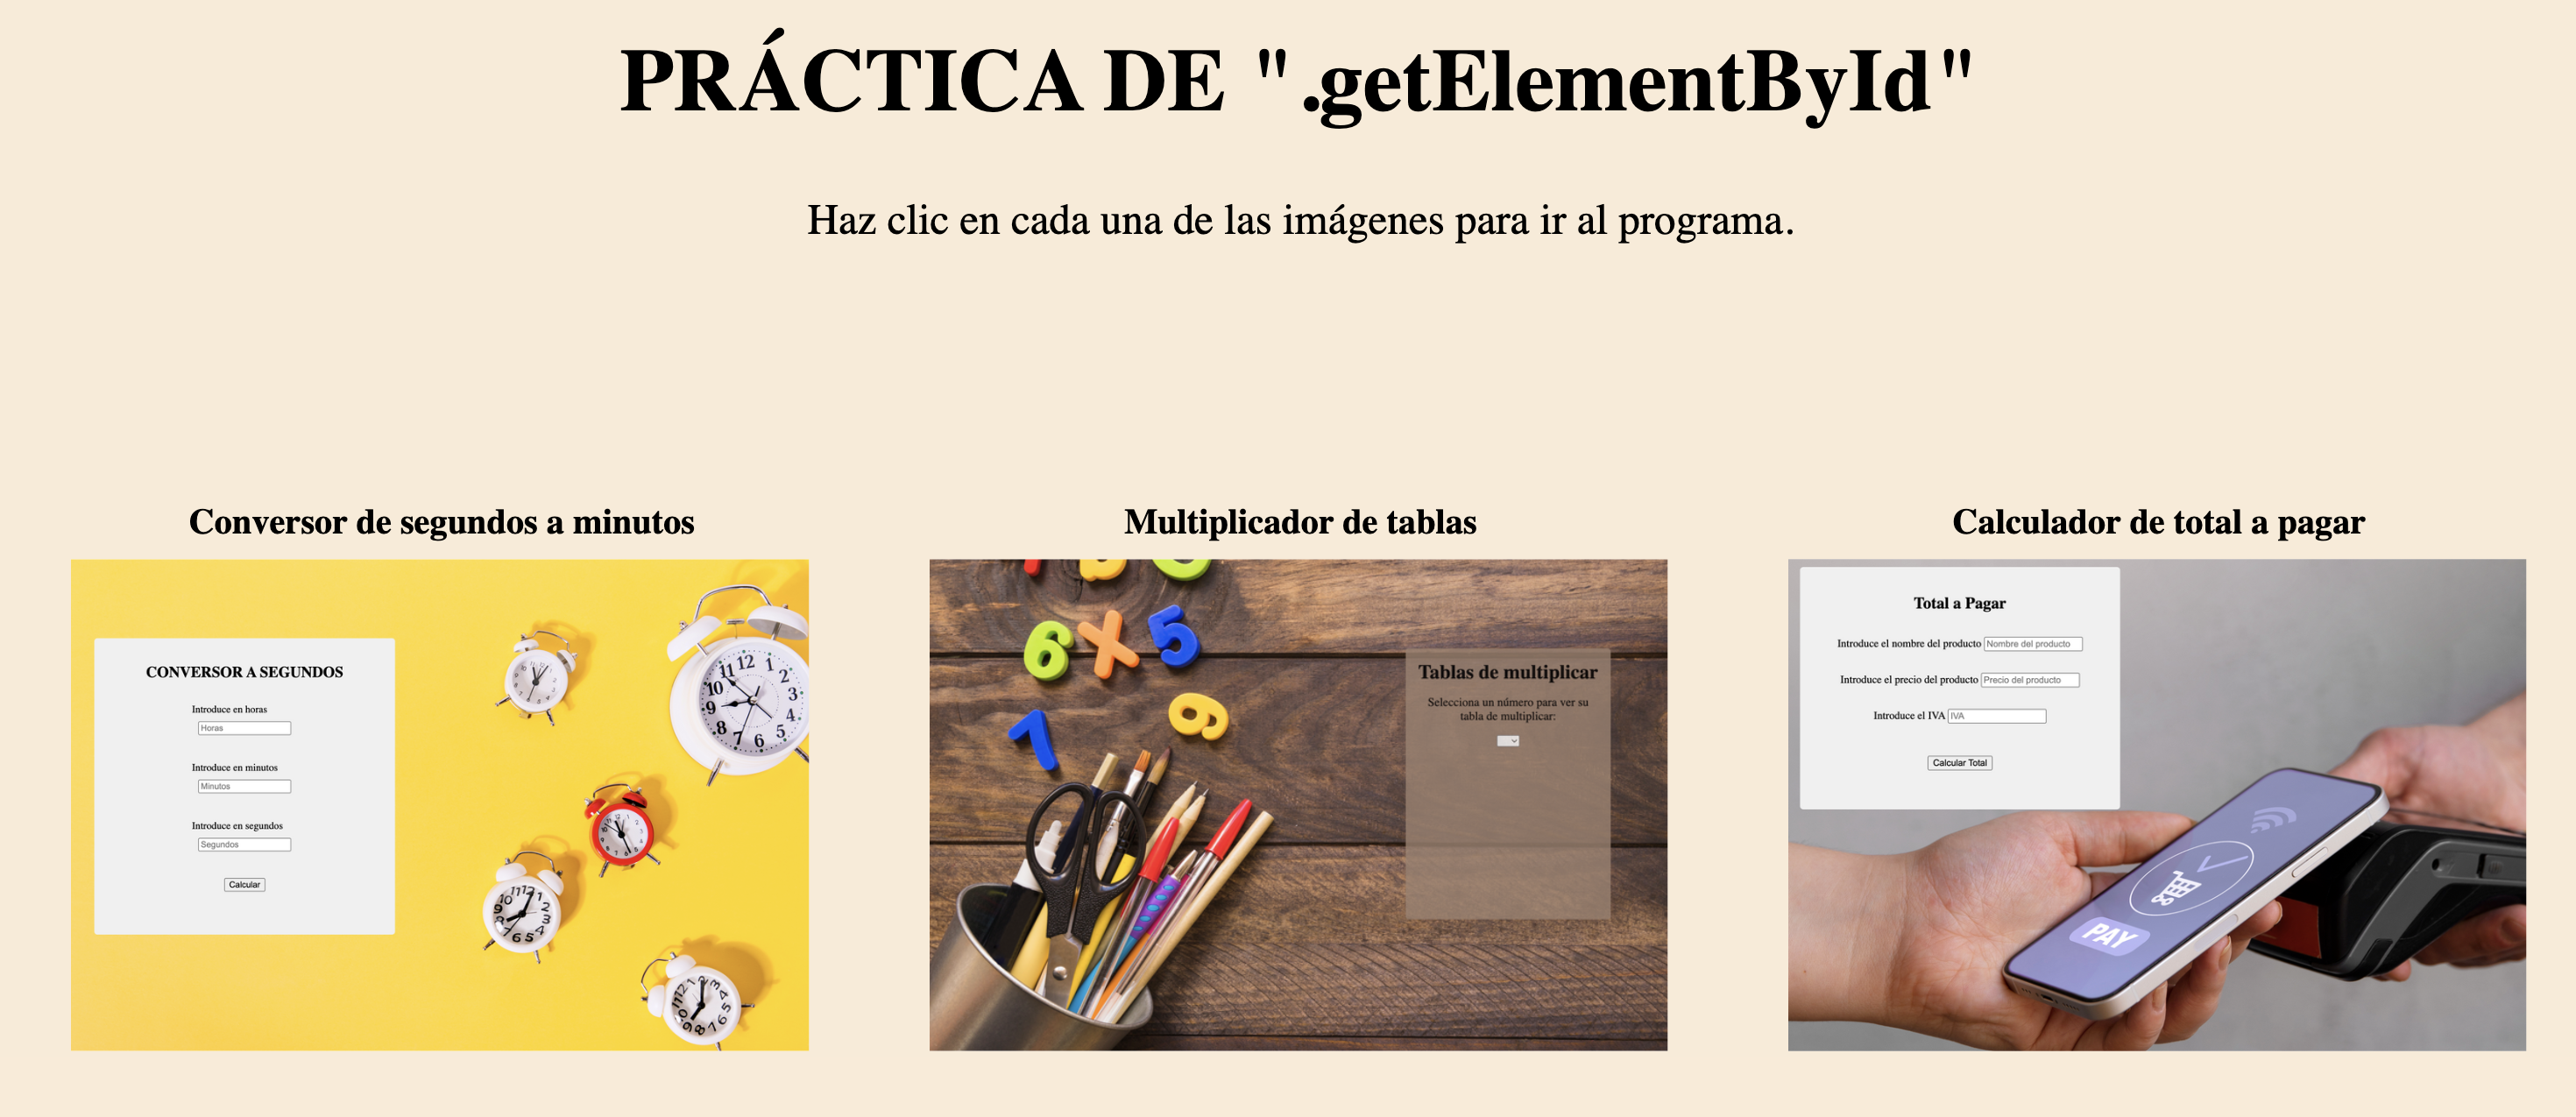 PRÁCTICA DE ".getElementById"
Haz clic en cada una de las imágenes para ir al programa.
Conversor de segundos a minutos
CONVERSOR A SEGUNDOS
Introduce en horas
Horas
Introduce en minutos
Minutos
Introduce en segundos
Segundos
Calcular
Multiplicador de tablas
6 X 5
7
9
Tablas de multiplicar
Selecciona un número para ver su
tabla de multiplicar:
Calculador de total a pagar
Total a Pagar
Introduce el nombre del producto Nombre del producto
Introduce el precio del producto Precio del producto
Introduce el IVA IVA
Calcular Total
PAY